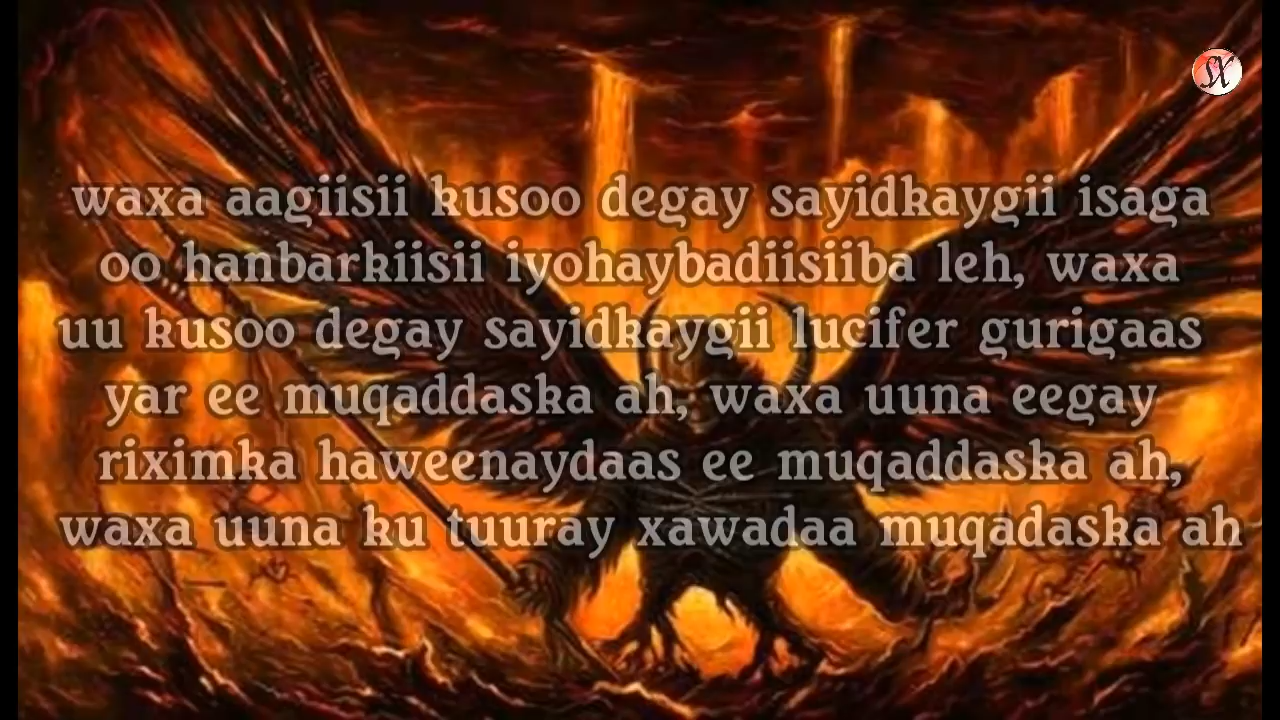 SX
waxa aagiisii kusoo degay sayidkaygii isaga
oo hanbarkiisii iyohaybadiisiiba leh, waxa
uu kusoo degay sayidkaygii lucifer gurigaas
yar ee muqaddaska ah, waxa uuna eegay
riximka haweenaydaas ee muqaddaska ah,
waxa uuna ku tuuray xawadaa muqadaska ah